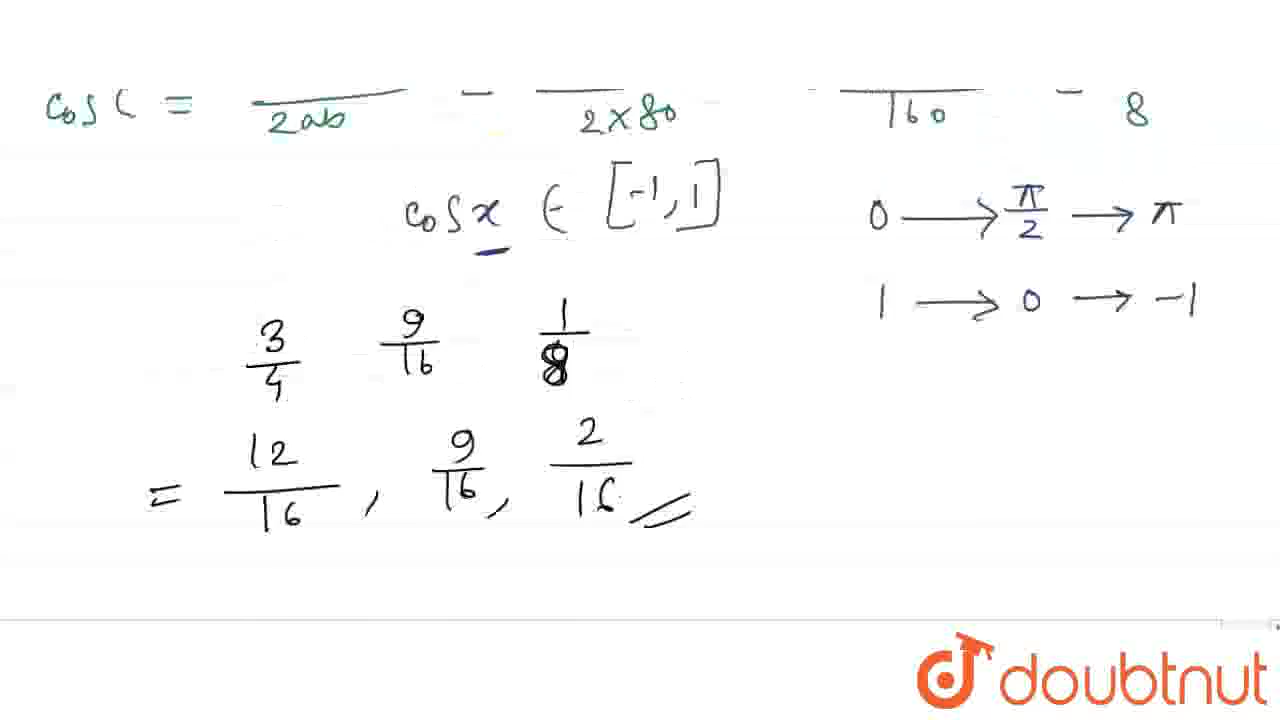 cos C = 2ab - 2×80 160 - 8
cos x ∈ [-1, 1] 0 → π/2 → π
1 → 0 → -1
3/4 9/16 1/8
= 12/16, 9/16, 2/16
doubtnut